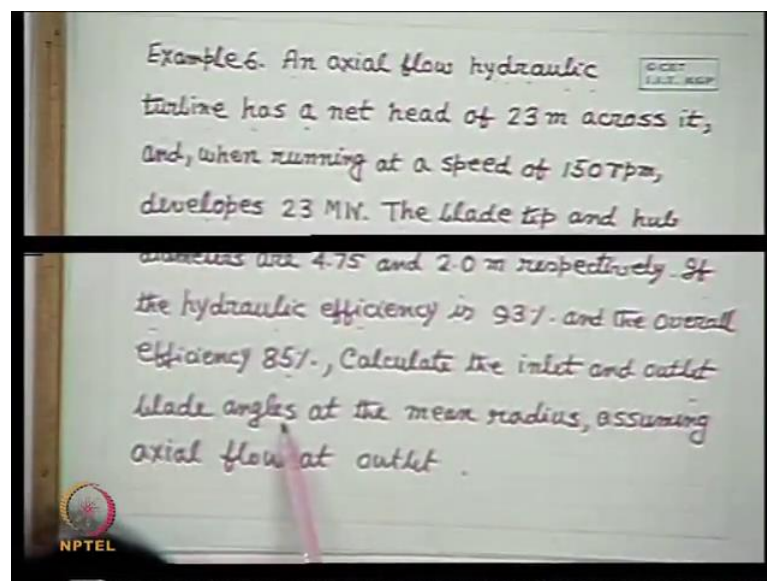 Example 6. An axial flow hydraulic
C.CET
I.I.T. KGP
turbine has a net head of 23 m across it,
and, when running at a speed of 150 rpm,
developes 23 MW. The blade tip and hub
diameters are 4.75 and 2.0 m respectively. If
the hydraulic efficiency is 93%. and the overall
efficiency 85%., Calculate the inlet and outlet
blade angles at the mean radius, assuming
axial flow at outlet.
NPTEL